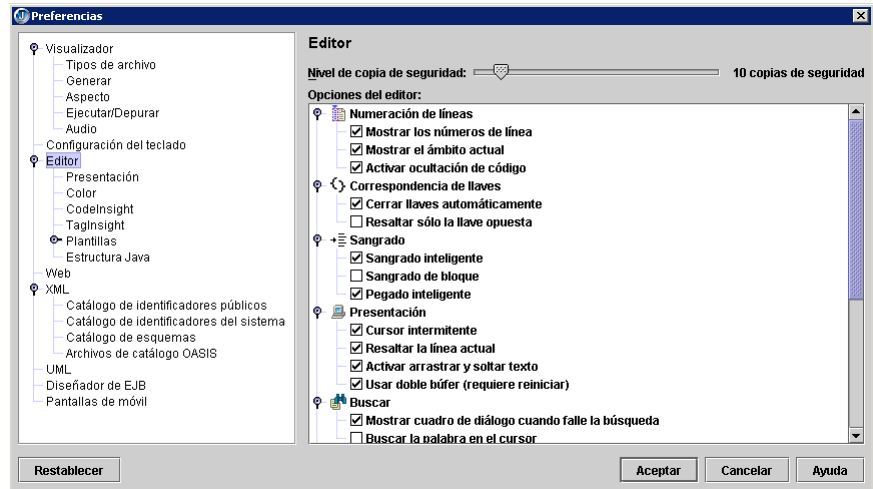 Preferencias
Visualizador
Tipos de archivo
Generar
Aspecto
Ejecutar/Depurar
Audio
Configuración del teclado
Editor
Presentación
Color
CodeInsight
TagInsight
Plantillas
Estructura Java
Web
XML
Catálogo de identificadores públicos
Catálogo de identificadores del sistema
Catálogo de esquemas
Archivos de catálogo OASIS
UML
Diseñador de EJB
Pantallas de móvil
Editor
Nivel de copia de seguridad: 10 copias de seguridad
Opciones del editor:
Numeración de líneas
Mostrar los números de línea
Mostrar el ámbito actual
Activar ocultación de código
Correspondencia de llaves
Cerrar llaves automáticamente
Resaltar sólo la llave opuesta
Sangrado
Sangrado inteligente
Sangrado de bloque
Pegado inteligente
Presentación
Cursor intermitente
Resaltar la línea actual
Activar arrastrar y soltar texto
Usar doble búfer (requiere reiniciar)
Buscar
Mostrar cuadro de diálogo cuando falle la búsqueda
Buscar la palabra en el cursor
Restablecer
Aceptar
Cancelar
Ayuda